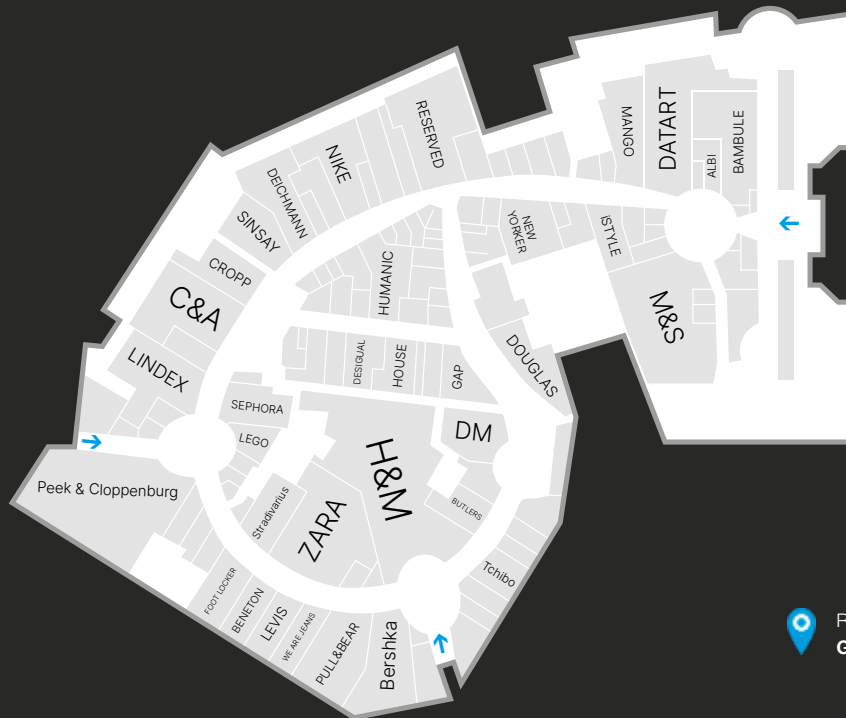 RESERVED
MANGO
DATART
ALBI
BAMBULE
NIKE
DEICHMANN
SINSAY
NEW
YORKER
iSTYLE
CROPP
HUMANIC
C&A
M&S
LINDEX
DESIGUAL
HOUSE
GAP
DOUGLAS
SEPHORA
LEGO
DM
H&M
Peek & Cloppenburg
Stradivarius
ZARA
BUTLERS
Tchibo
FOOT LOCKER
BENETON
LEVIS
WE ARE JEANS
PULL&BEAR
Bershka
R
G